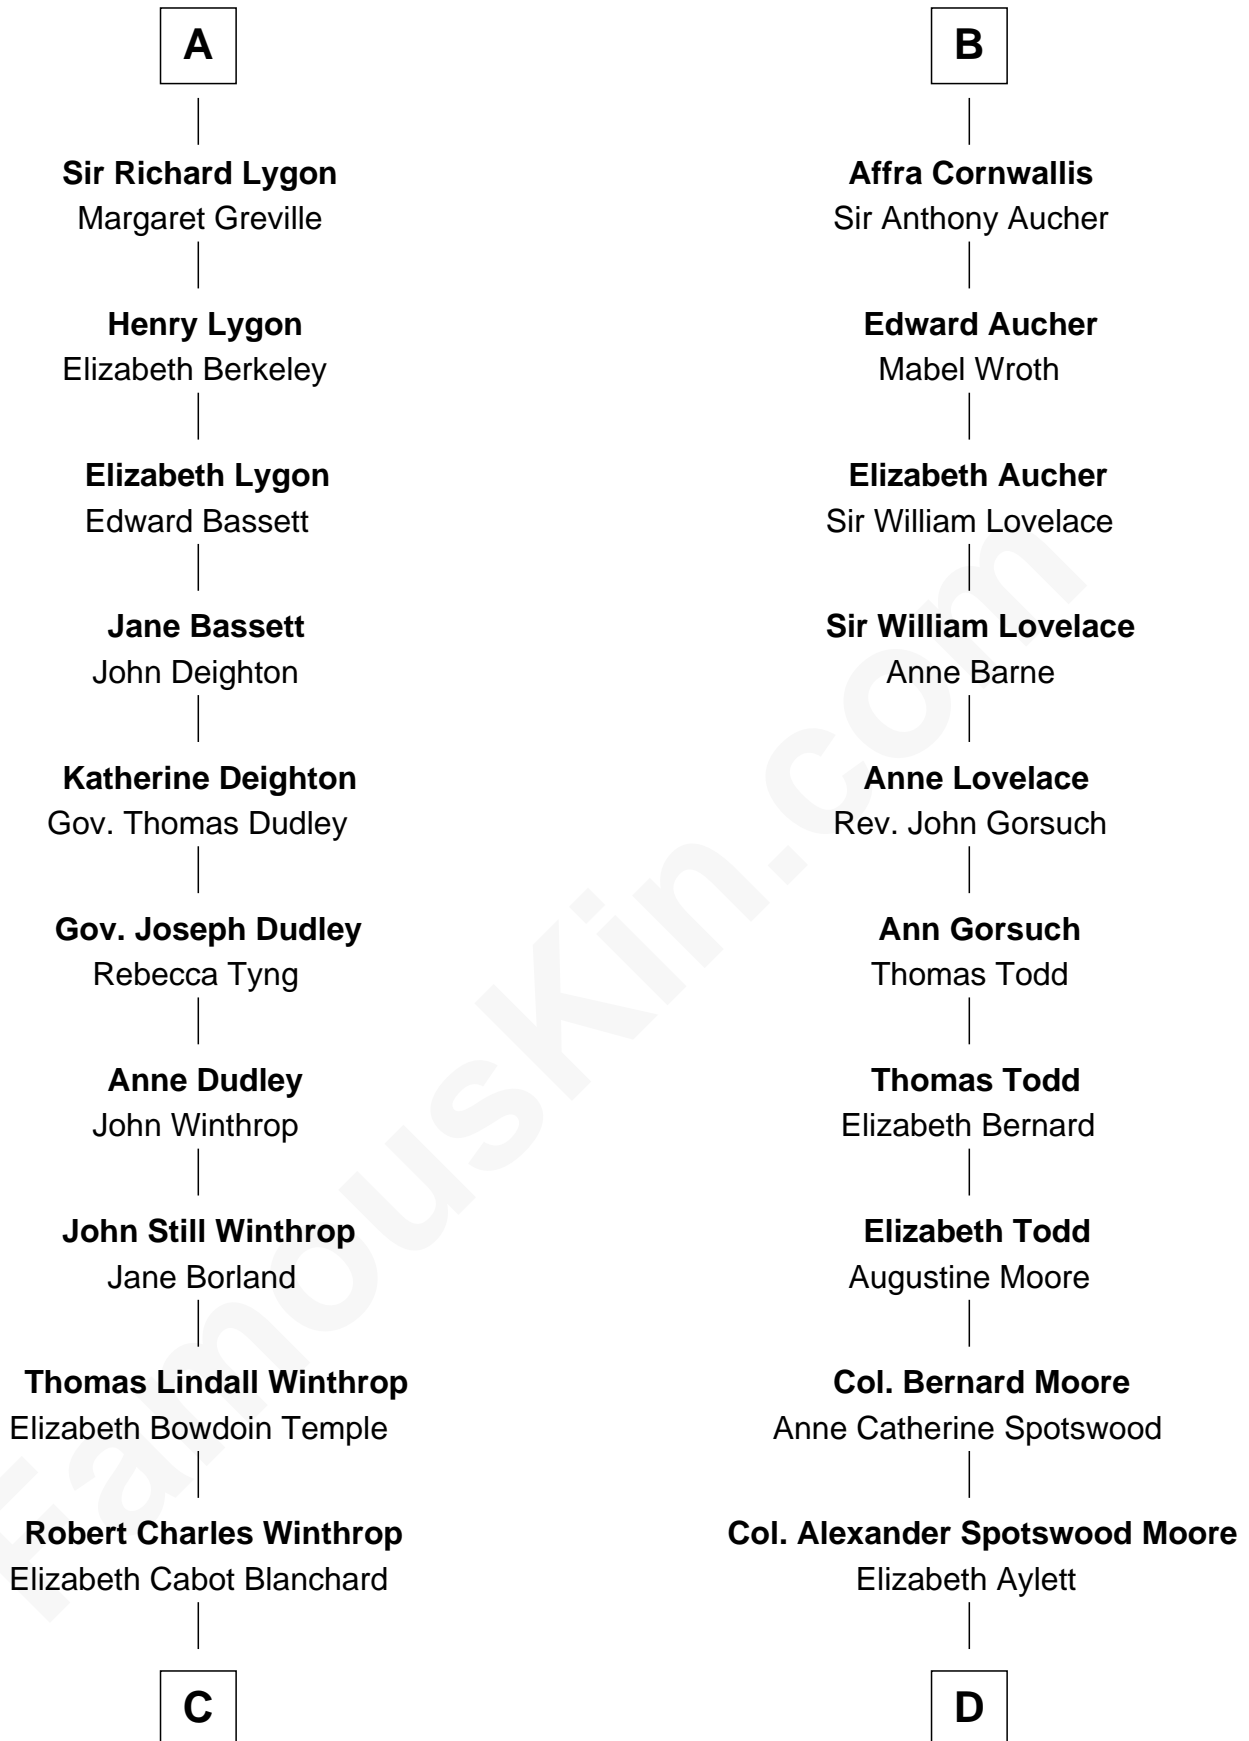 A
Sir Richard Lygon
Margaret Greville
Henry Lygon
Elizabeth Berkeley
Elizabeth Lygon
Edward Bassett
Jane Bassett
John Deighton
Katherine Deighton
Gov. Thomas Dudley
Gov. Joseph Dudley
Rebecca Tyng
Anne Dudley
John Winthrop
John Still Winthrop
Jane Borland
Thomas Lindall Winthrop
Elizabeth Bowdoin Temple
Robert Charles Winthrop
Elizabeth Cabot Blanchard
C
B
Affra Cornwallis
Sir Anthony Aucher
Edward Aucher
Mabel Wroth
Elizabeth Aucher
Sir William Lovelace
Sir William Lovelace
Anne Barne
Anne Lovelace
Rev. John Gorsuch
Ann Gorsuch
Thomas Todd
Thomas Todd
Elizabeth Bernard
Elizabeth Todd
Augustine Moore
Col. Bernard Moore
Anne Catherine Spotswood
Col. Alexander Spotswood Moore
Elizabeth Aylett
D
FamousKin.com